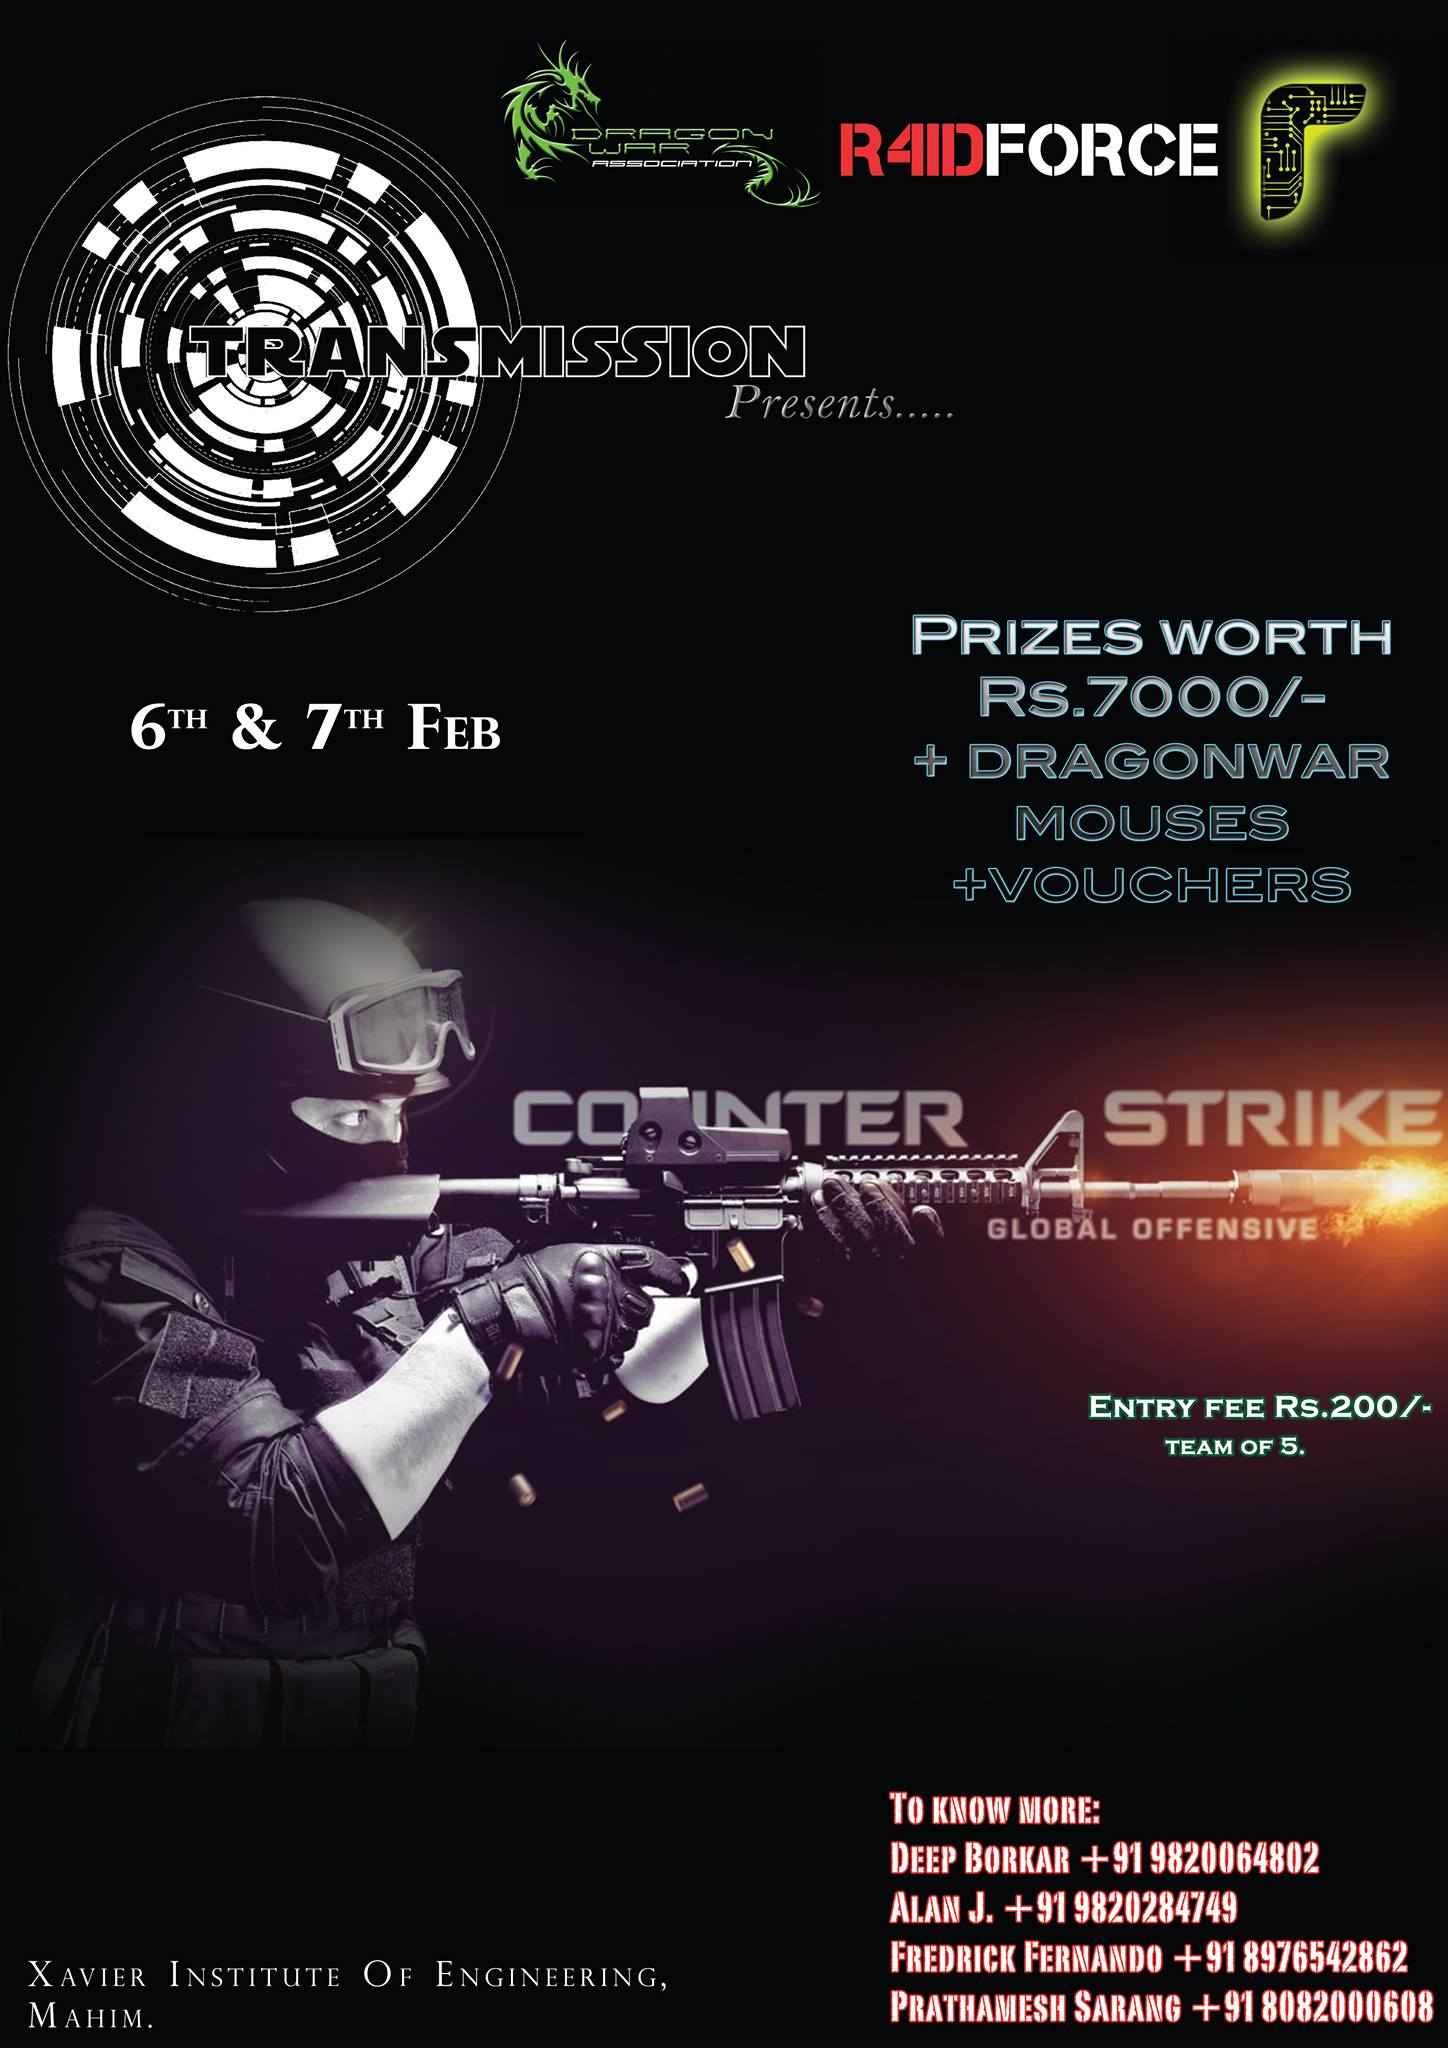 DRAGON
WAR
ASSOCIATION
R4IDFORCE
TRANSMISSION
Presents.....
PRIZES WORTH
RS.7000/-
+ DRAGONWAR
MOUSES
+VOUCHERS
6TH & 7TH FEB
COUNTER STRIKE
GLOBAL OFFENSIVE
ENTRY FEE RS.200/-
TEAM OF 5.
TO KNOW MORE:
DEEP BORKAR +91 9820064802
ALAN J. +91 9820284749
FREDRICK FERNANDO +91 8976542862
PRATHAMESH SARANG +91 8082000608
XAVIER INSTITUTE OF ENGINEERING,
MAHIM.